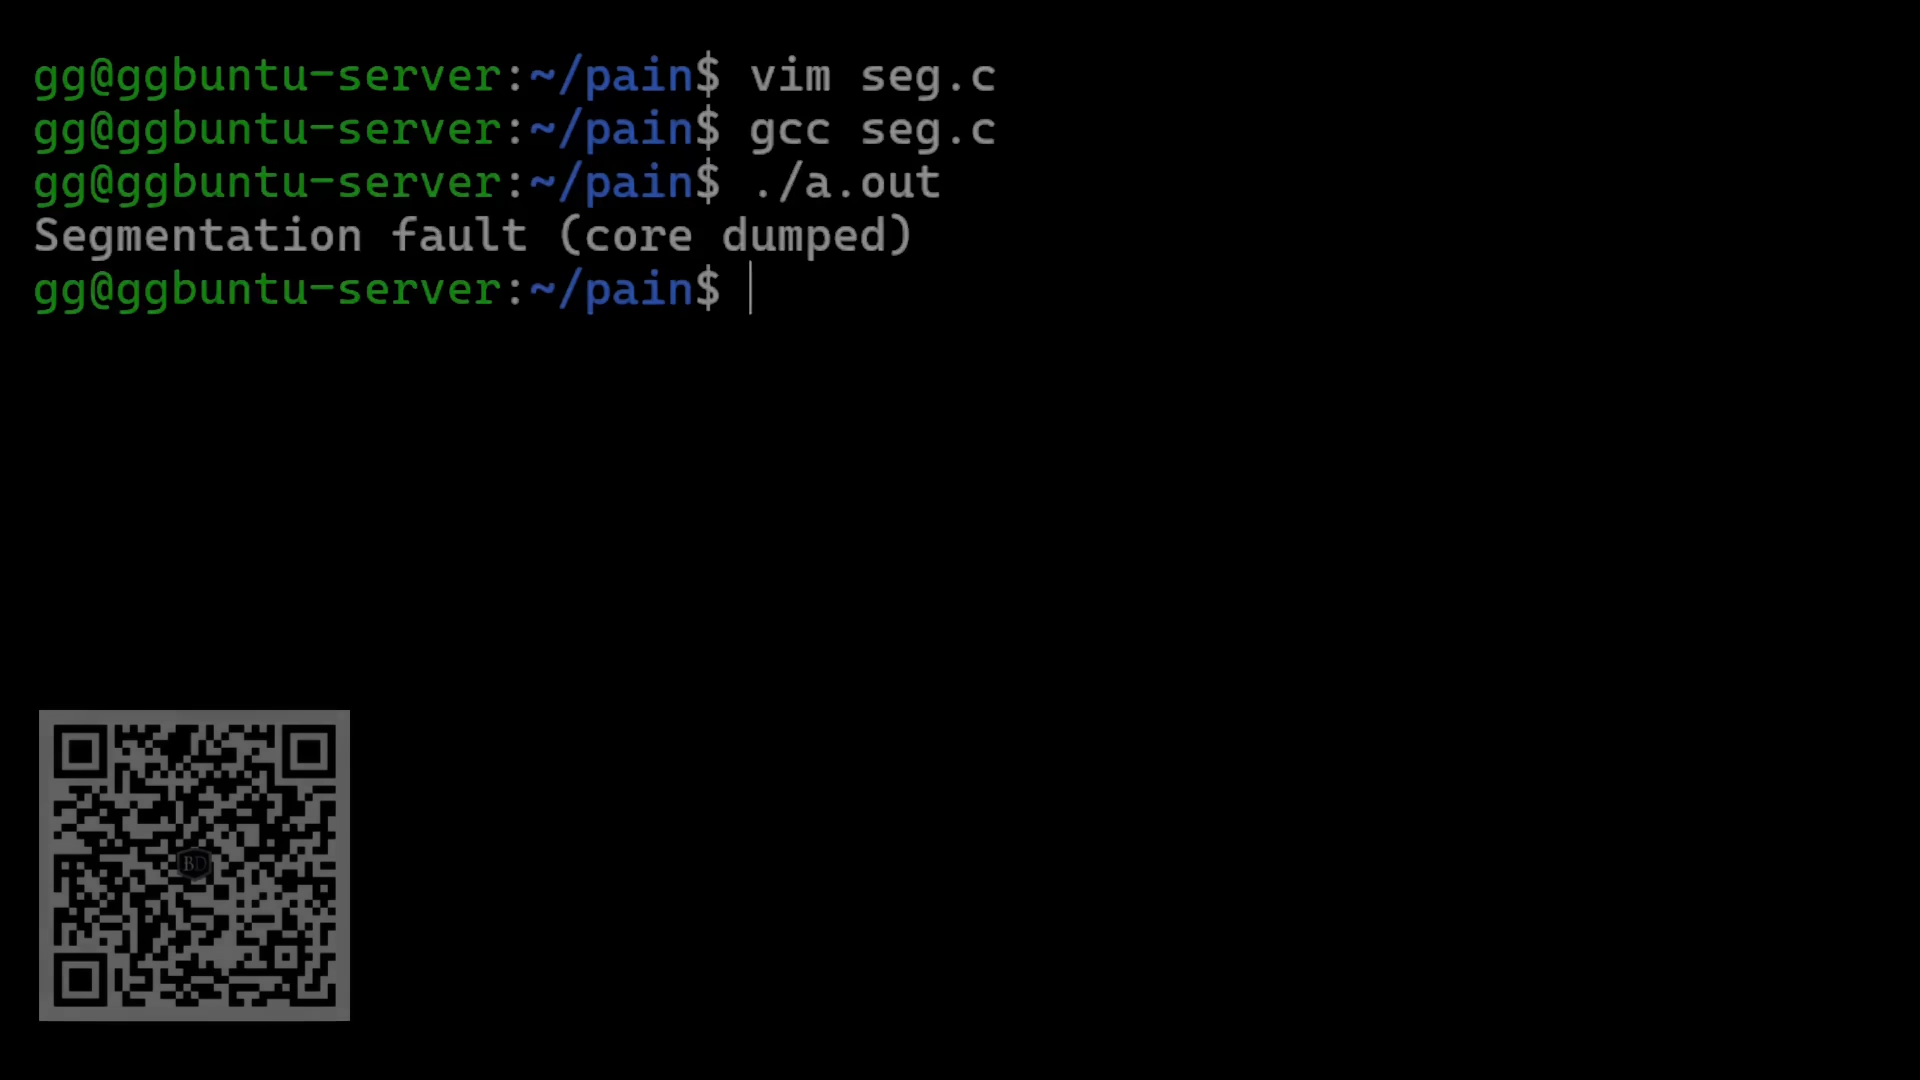 gg@ggbuntu-server:~/pain$ vim seg.c
gg@ggbuntu-server:~/pain$ gcc seg.c
gg@ggbuntu-server:~/pain$ ./a.out
Segmentation fault (core dumped)
gg@ggbuntu-server:~/pain$
BD